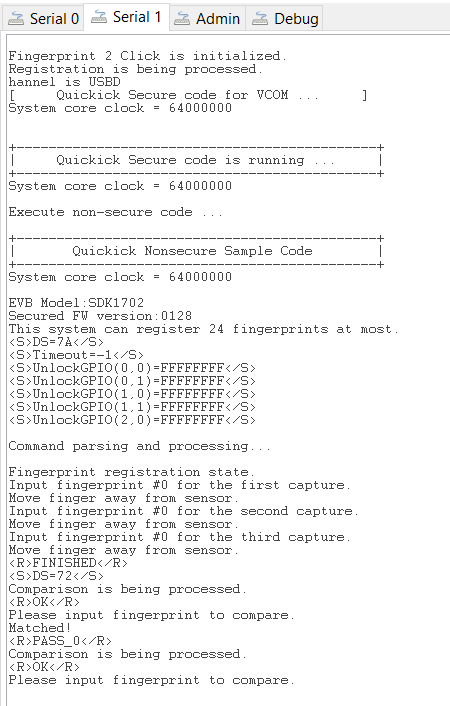 Serial 0 Serial 1 Admin Debug
Fingerprint 2 Click is initialized.
Registration is being processed.
hannel is USBD
[     Quickick Secure code for VCOM ...     ]
System core clock = 64000000
+---------------------------------------------+
|     Quickick Secure code is running ...     |
+---------------------------------------------+
System core clock = 64000000
Execute non-secure code ...
+---------------------------------------------+
|       Quickick Nonsecure Sample Code        |
+---------------------------------------------+
System core clock = 64000000
EVB Model:SDK1702
Secured FW version:0128
This system can register 24 fingerprints at most.
<S>DS=7A</S>
<S>Timeout=-1</S>
<S>UnlockGPIO(0,0)=FFFFFFFF</S>
<S>UnlockGPIO(0,1)=FFFFFFFF</S>
<S>UnlockGPIO(1,0)=FFFFFFFF</S>
<S>UnlockGPIO(1,1)=FFFFFFFF</S>
<S>UnlockGPIO(2,0)=FFFFFFFF</S>
Command parsing and processing...
Fingerprint registration state.
Input fingerprint #0 for the first capture.
Move finger away from sensor.
Input fingerprint #0 for the second capture.
Move finger away from sensor.
Input fingerprint #0 for the third capture.
Move finger away from sensor.
<R>FINISHED</R>
<S>DS=72</S>
Comparison is being processed.
<R>OK</R>
Please input fingerprint to compare.
Matched!
<R>PASS_0</R>
Comparison is being processed.
<R>OK</R>
Please input fingerprint to compare.